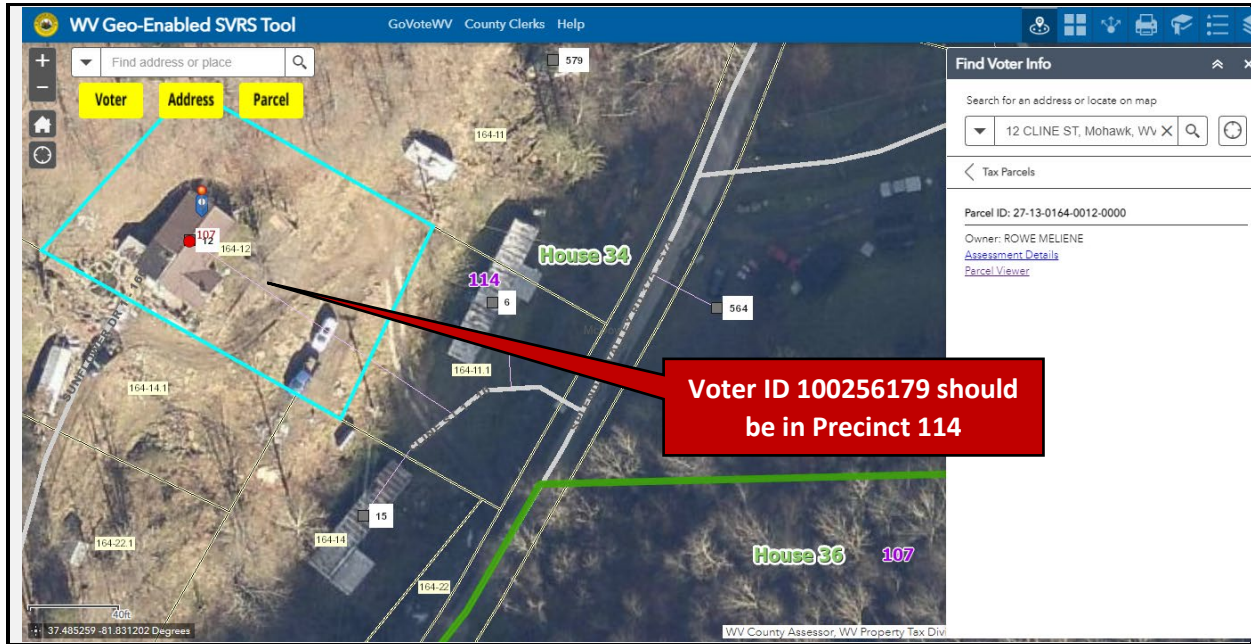 WV Geo-Enabled SVRS Tool
GoVoteWV County Clerks Help
Find address or place
Voter Address Parcel
Find Voter Info
Search for an address or locate on map
12 CLINE ST, Mohawk, WV
Tax Parcels
Parcel ID: 27-13-0164-0012-0000
Owner: ROWE MELIENE
Assessment Details
Parcel Viewer
579
164-11
107
12
164-12
House 34
114
6
564
164-11.1
164-14.1
Voter ID 100256179 should
be in Precinct 114
15
164-14
164-22.1
164-22
House 36 107
40ft
37.485259 -81.831202 Degrees
WV County Assessor, WV Property Tax Divi